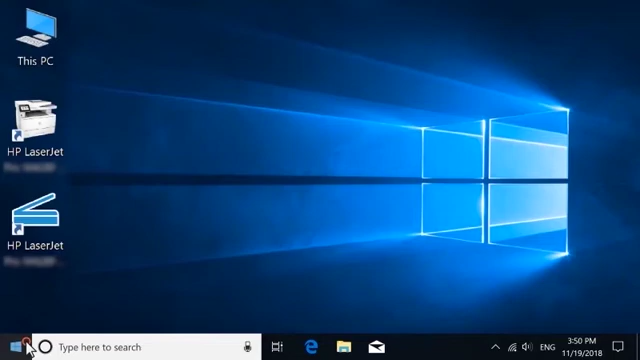 This PC
HP LaserJet
HP LaserJet
Type here to search
ENG
3:50 PM
11/19/2018